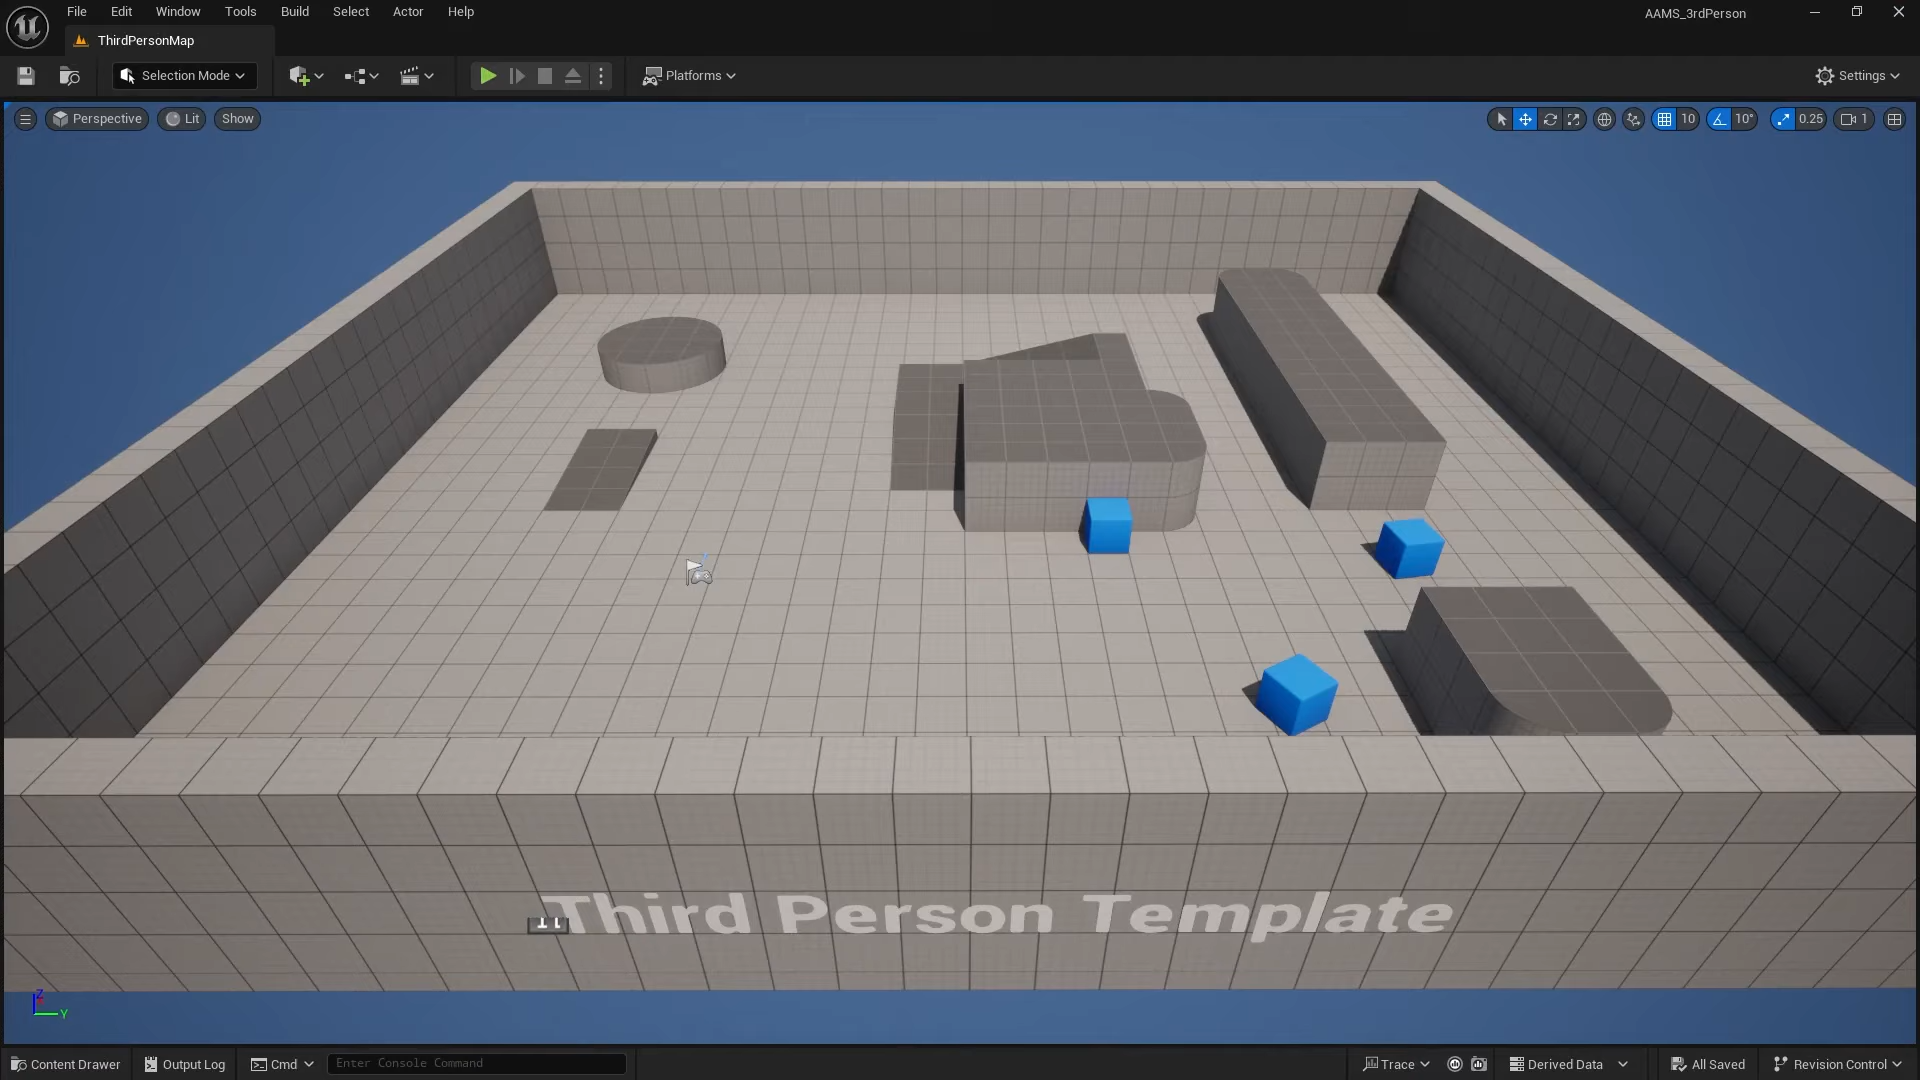 File Edit Window Tools Build Select Actor Help
AAMS_3rdPerson
ThirdPersonMap
Selection Mode
Platforms
Settings
Perspective Lit Show
10 10° 0.25 1
Third Person Template
Z
Y
Content Drawer Output Log Cmd Enter Console Command
Trace Derived Data All Saved Revision Control